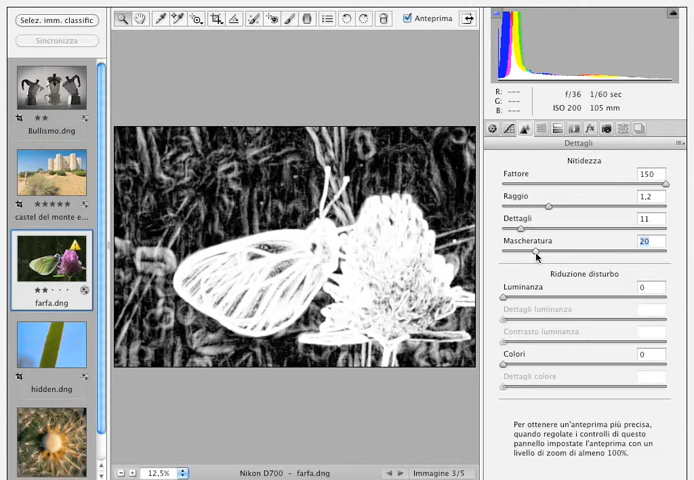 Selez. imm. classific
Sincronizza
Bullismo.dng
castel del monte e...
farfa.dng
hidden.dng
Anteprima
12,5%
Nikon D700 – farfa.dng
Immagine 3/5
R: ---
G: ---
B: ---
f/36 1/60 sec
ISO 200 105 mm
fx
Dettagli
Nitidezza
Fattore 150
Raggio 1,2
Dettagli 11
Mascheratura 20
Riduzione disturbo
Luminanza 0
Dettagli luminanza
Contrasto luminanza
Colori 0
Dettagli colore
Per ottenere un'anteprima più precisa,
quando regolate i controlli di questo
pannello impostate l'anteprima con un
livello di zoom di almeno 100%.